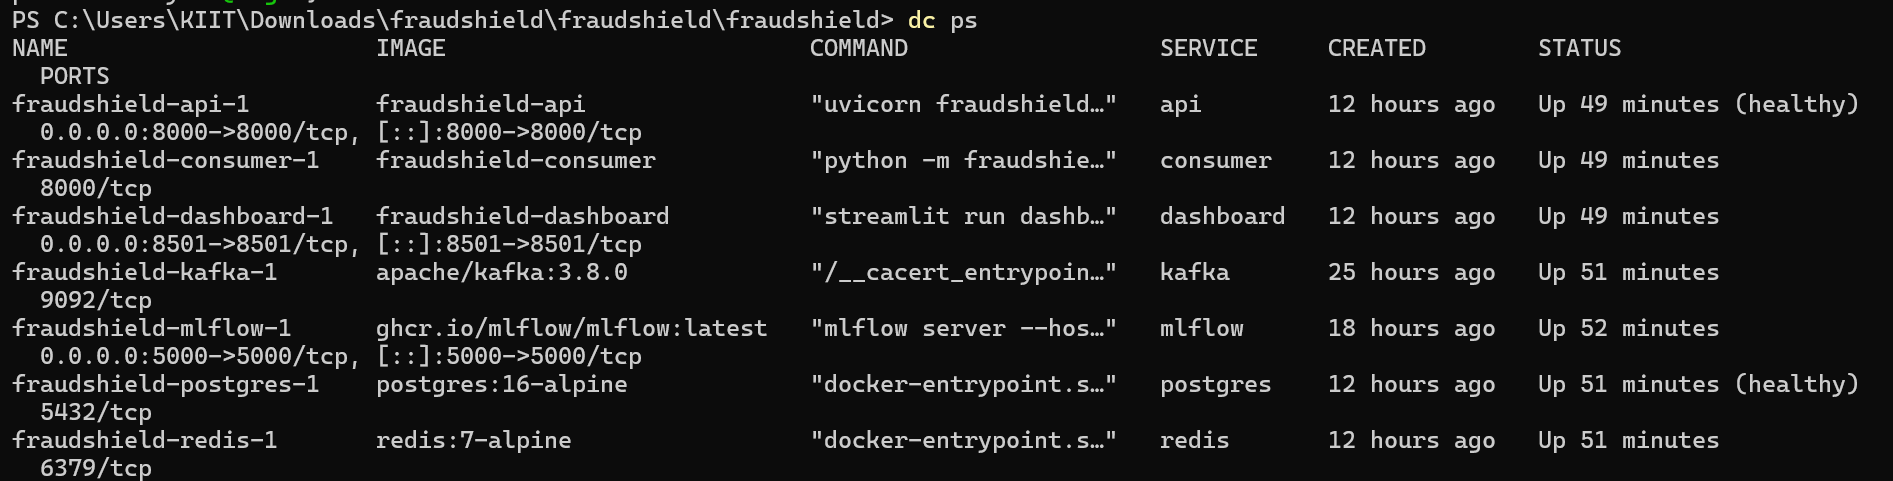 PS C:\Users\KIIT\Downloads\fraudshield\fraudshield\fraudshield> dc ps
NAME                      IMAGE                          COMMAND                  SERVICE     CREATED        STATUS
  PORTS
fraudshield-api-1         fraudshield-api                "uvicorn fraudshield…"   api         12 hours ago   Up 49 minutes (healthy)
  0.0.0.0:8000->8000/tcp, [::]:8000->8000/tcp
fraudshield-consumer-1    fraudshield-consumer           "python -m fraudshie…"   consumer    12 hours ago   Up 49 minutes
  8000/tcp
fraudshield-dashboard-1   fraudshield-dashboard          "streamlit run dashb…"   dashboard   12 hours ago   Up 49 minutes
  0.0.0.0:8501->8501/tcp, [::]:8501->8501/tcp
fraudshield-kafka-1       apache/kafka:3.8.0             "/__cacert_entrypoin…"   kafka       25 hours ago   Up 51 minutes
  9092/tcp
fraudshield-mlflow-1      ghcr.io/mlflow/mlflow:latest   "mlflow server --hos…"   mlflow      18 hours ago   Up 52 minutes
  0.0.0.0:5000->5000/tcp, [::]:5000->5000/tcp
fraudshield-postgres-1    postgres:16-alpine             "docker-entrypoint.s…"   postgres    12 hours ago   Up 51 minutes (healthy)
  5432/tcp
fraudshield-redis-1       redis:7-alpine                 "docker-entrypoint.s…"   redis       12 hours ago   Up 51 minutes
  6379/tcp